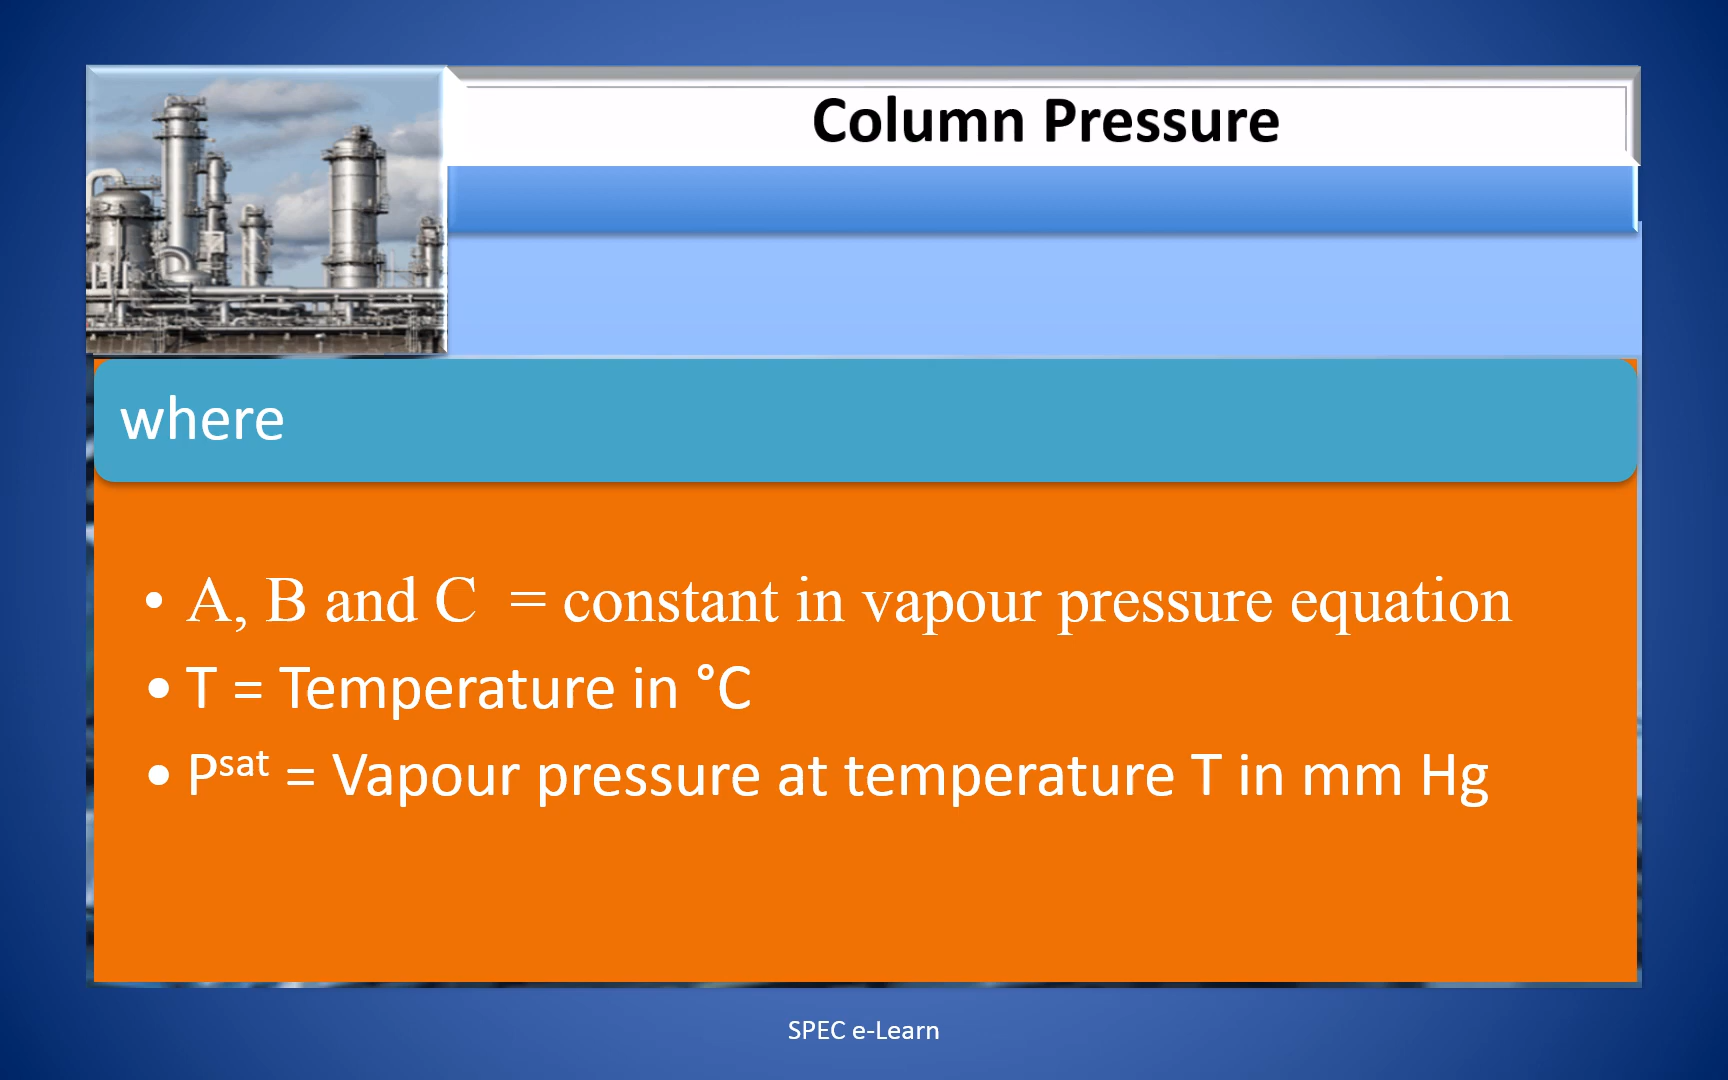 Column Pressure
where
• A, B and C = constant in vapour pressure equation
• T = Temperature in °C
• Pˢᵃᵗ = Vapour pressure at temperature T in mm Hg
SPEC e-Learn